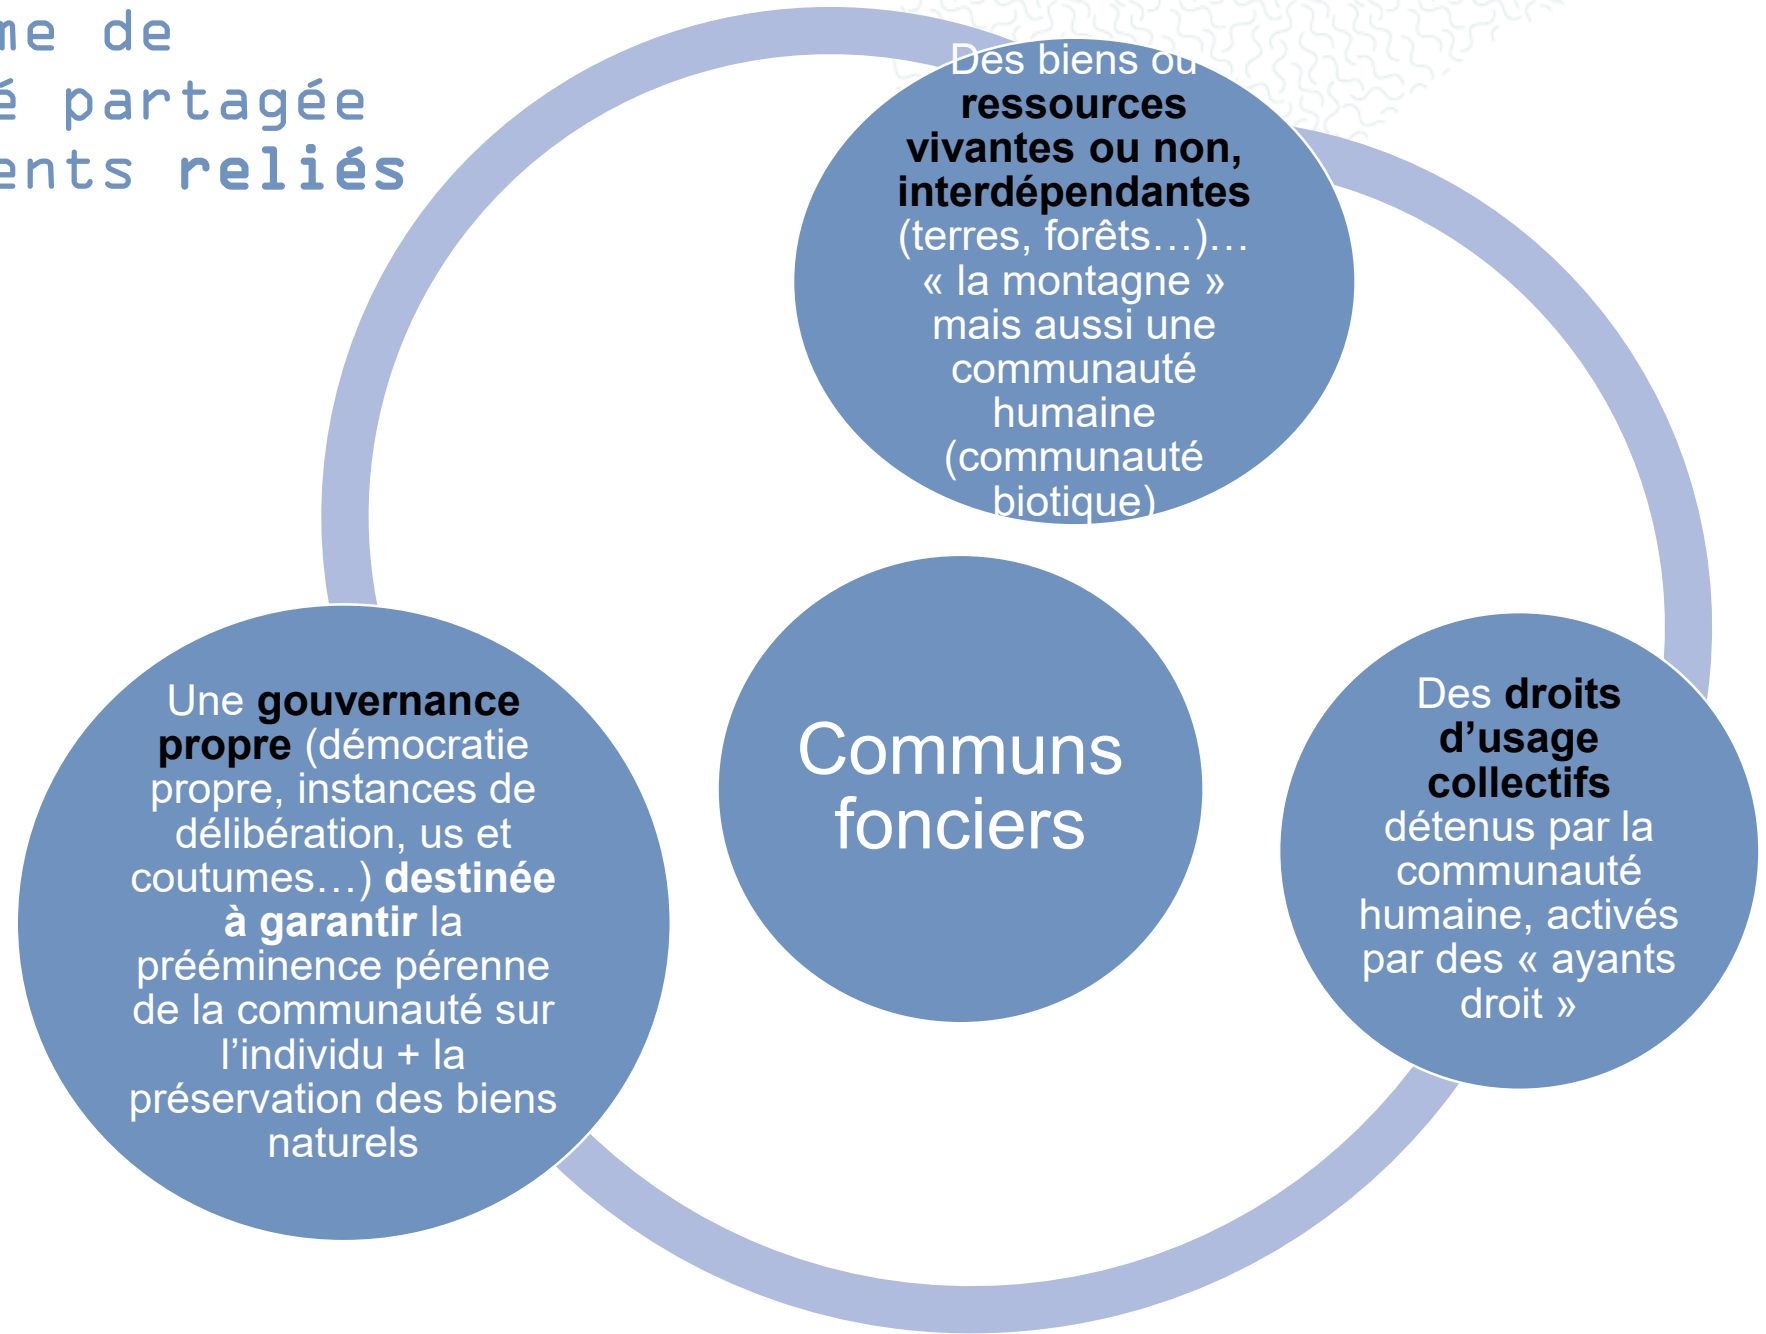 me de
é partagée
ents reliés
Des biens ou
ressources
vivantes ou non,
interdépendantes
(terres, forêts…)…
« la montagne »
mais aussi une
communauté
humaine
(communauté
biotique)
Communs
fonciers
Des droits
d’usage
collectifs
détenus par la
communauté
humaine, activés
par des « ayants
droit »
Une gouvernance
propre (démocratie
propre, instances de
délibération, us et
coutumes…) destinée
à garantir la
prééminence pérenne
de la communauté sur
l’individu + la
préservation des biens
naturels